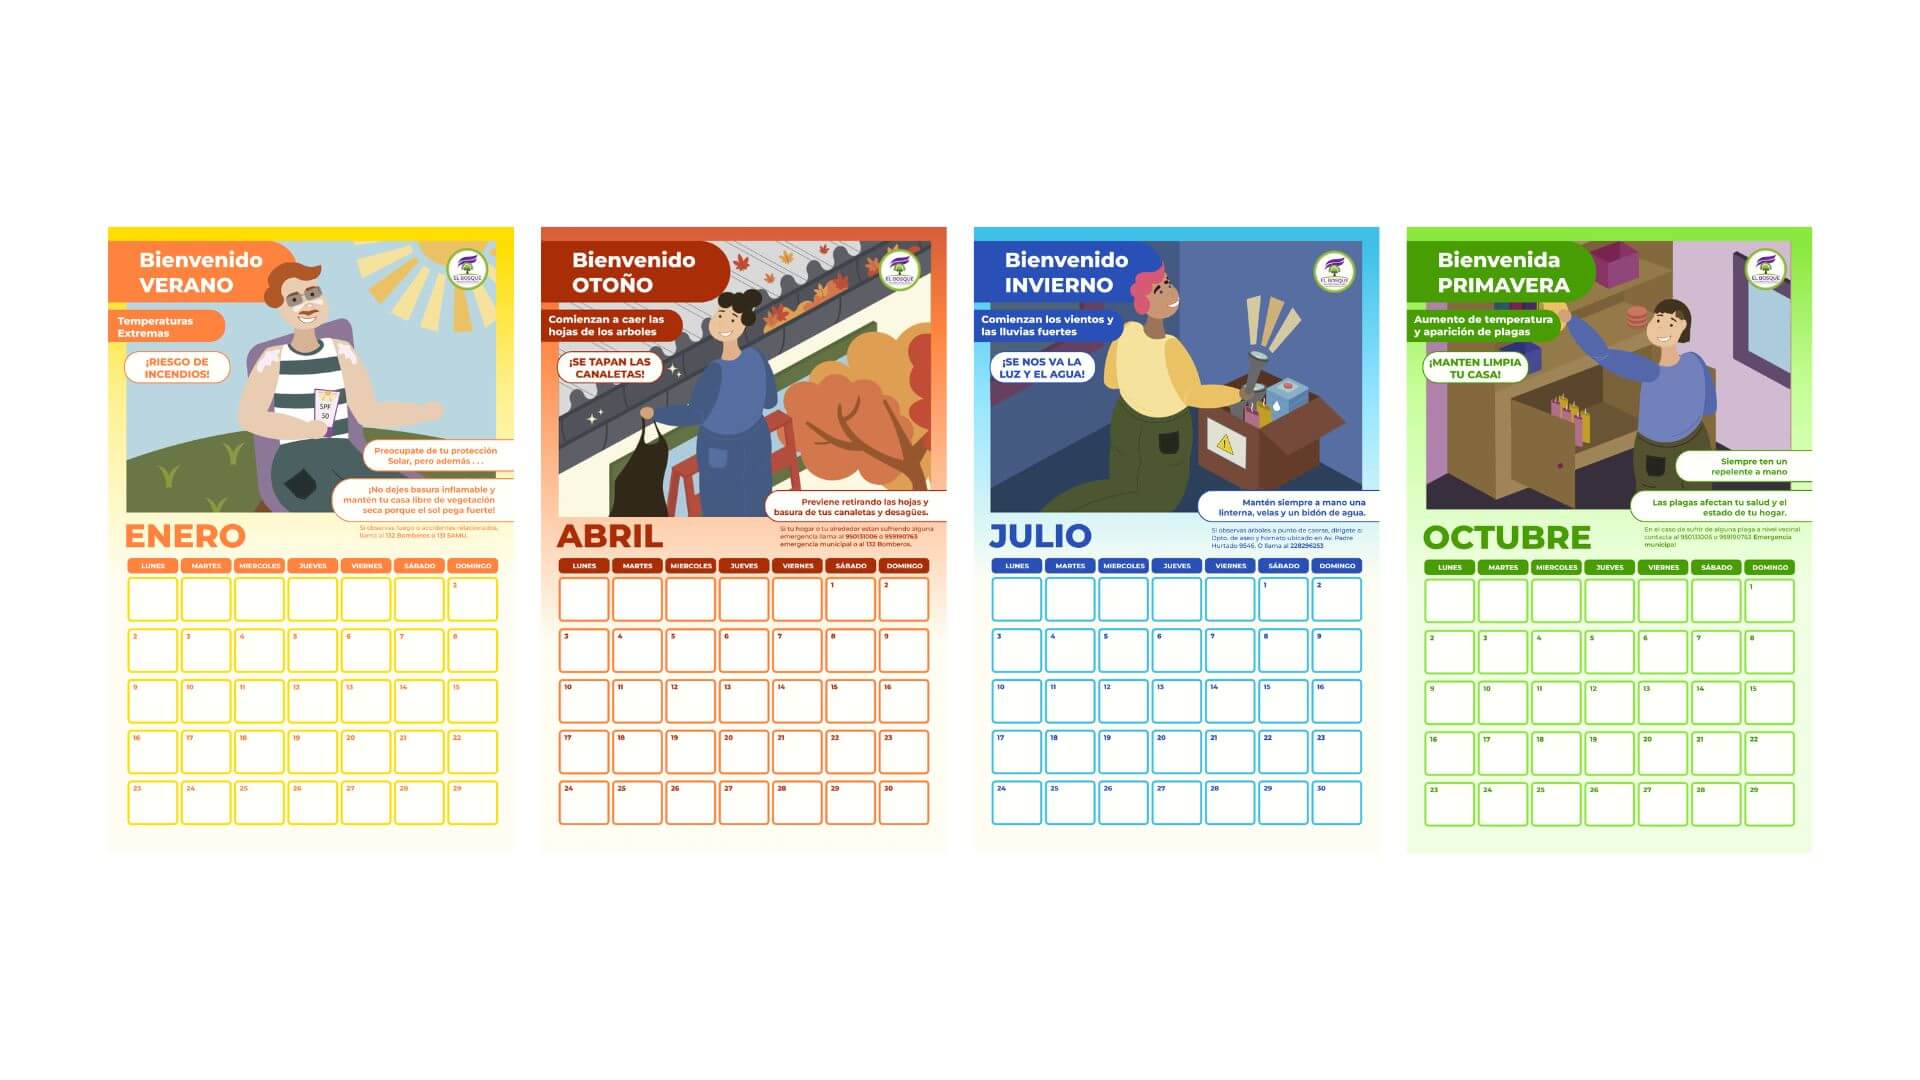 Bienvenido
VERANO
EL BOSQUE
Temperaturas
Extremas
¡RIESGO DE
INCENDIOS!
SPF
50
Preocupate de tu protección
Solar, pero además . . .
¡No dejes basura inflamable y
mantén tu casa libre de vegetación
seca porque el sol pega fuerte!
ENERO
Si observas fuego o accidentes relacionados,
llama al 132 Bomberos o 131 SAMU.
LUNES MARTES MIERCOLES JUEVES VIERNES SÁBADO DOMINGO
2
2 3 4 5 6 7 8
9 10 11 12 13 14 15
16 17 18 19 20 21 22
23 24 25 26 27 28 29
Bienvenido
OTOÑO
EL BOSQUE
Comienzan a caer las
hojas de los arboles
¡SE TAPAN LAS
CANALETAS!
Previene retirando las hojas y
basura de tus canaletas y desagües.
ABRIL
Si tu hogar o tu alrededor estan sufriendo alguna
emergencia llama al 950131006 o 959190763
emergencia municipal o al 132 Bomberos.
LUNES MARTES MIERCOLES JUEVES VIERNES SÁBADO DOMINGO
1 2
3 4 5 6 7 8 9
10 11 12 13 14 15 16
17 18 19 20 21 22 23
24 25 26 27 28 29 30
Bienvenido
INVIERNO
EL BOSQUE
Comienzan los vientos y
las lluvias fuertes
¡SE NOS VA LA
LUZ Y EL AGUA!
Mantén siempre a mano una
linterna, velas y un bidón de agua.
JULIO
Si observas arboles a punto de caerse, dirigete a:
Dpto. de aseo y hornato ubicado en Av. Padre
Hurtado 9546. O llama al 228296253
LUNES MARTES MIERCOLES JUEVES VIERNES SÁBADO DOMINGO
1 2
3 4 5 6 7 8 9
10 11 12 13 14 15 16
17 18 19 20 21 22 23
24 25 26 27 28 29 30
Bienvenida
PRIMAVERA
EL BOSQUE
Aumento de temperatura
y aparición de plagas
¡MANTEN LIMPIA
TU CASA!
Siempre ten un
repelente a mano
Las plagas afectan tu salud y el
estado de tu hogar.
OCTUBRE
En el caso de sufrir de alguna plaga a nivel vecinal
contacta al 950131006 o 959190763 Emergencia
municipal
LUNES MARTES MIERCOLES JUEVES VIERNES SÁBADO DOMINGO
1
2 3 4 5 6 7 8
9 10 11 12 13 14 15
16 17 18 19 20 21 22
23 24 25 26 27 28 29